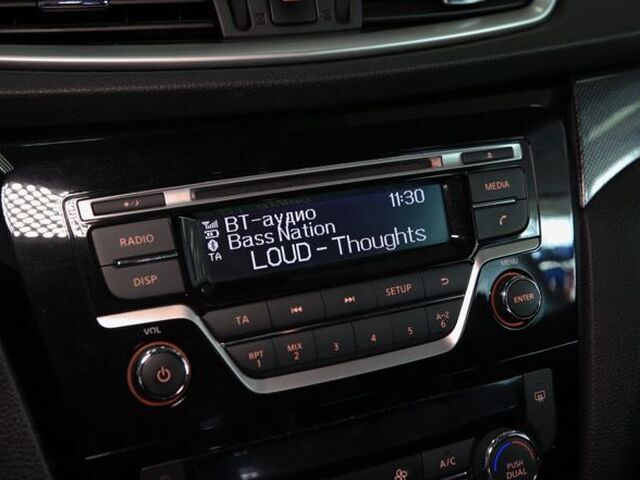 BT-аудио 11:30
Bass Nation
LOUD-Thoughts
TA
MEDIA
RADIO
DISP
MENU
ENTER
VOL
TA SETUP
RPT 1 MIX 2 3 4 5 A-Z 6
A/C
PUSH DUAL